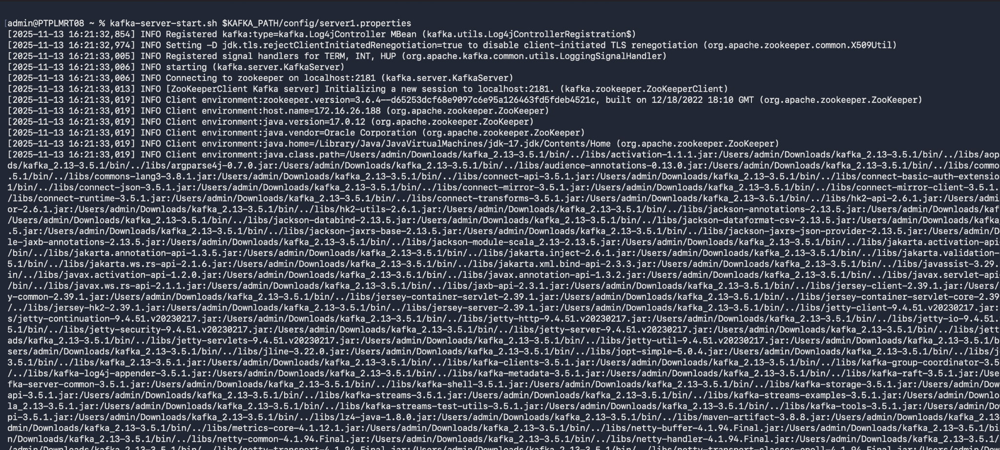 [admin@PTPLMRT08 ~ % kafka-server-start.sh $KAFKA_PATH/config/server1.properties
[2025-11-13 16:21:32,854] INFO Registered kafka:type=kafka.Log4jController MBean (kafka.utils.Log4jControllerRegistration$)
[2025-11-13 16:21:32,974] INFO Setting -D jdk.tls.rejectClientInitiatedRenegotiation=true to disable client-initiated TLS renegotiation (org.apache.zookeeper.common.X509Util)
[2025-11-13 16:21:33,005] INFO Registered signal handlers for TERM, INT, HUP (org.apache.kafka.common.utils.LoggingSignalHandler)
[2025-11-13 16:21:33,006] INFO starting (kafka.server.KafkaServer)
[2025-11-13 16:21:33,006] INFO Connecting to zookeeper on localhost:2181 (kafka.server.KafkaServer)
[2025-11-13 16:21:33,013] INFO [ZooKeeperClient Kafka server] Initializing a new session to localhost:2181. (kafka.zookeeper.ZooKeeperClient)
[2025-11-13 16:21:33,019] INFO Client environment:zookeeper.version=3.6.4--d65253dcf68e9097c6e95a126463fd5fdeb4521c, built on 12/18/2022 18:10 GMT (org.apache.zookeeper.ZooKeeper)
[2025-11-13 16:21:33,019] INFO Client environment:host.name=172.16.26.188 (org.apache.zookeeper.ZooKeeper)
[2025-11-13 16:21:33,019] INFO Client environment:java.version=17.0.12 (org.apache.zookeeper.ZooKeeper)
[2025-11-13 16:21:33,019] INFO Client environment:java.vendor=Oracle Corporation (org.apache.zookeeper.ZooKeeper)
[2025-11-13 16:21:33,019] INFO Client environment:java.home=/Library/Java/JavaVirtualMachines/jdk-17.jdk/Contents/Home (org.apache.zookeeper.ZooKeeper)
[2025-11-13 16:21:33,019] INFO Client environment:java.class.path=/Users/admin/Downloads/kafka_2.13-3.5.1/bin/../libs/activation-1.1.1.jar:/Users/admin/Downloads/kafka_2.13-3.5.1/bin/../libs/aop
ds/kafka_2.13-3.5.1/bin/../libs/argparse4j-0.7.0.jar:/Users/admin/Downloads/kafka_2.13-3.5.1/bin/../libs/audience-annotations-0.13.0.jar:/Users/admin/Downloads/kafka_2.13-3.5.1/bin/../libs/commo
.5.1/bin/../libs/commons-lang3-3.8.1.jar:/Users/admin/Downloads/kafka_2.13-3.5.1/bin/../libs/connect-api-3.5.1.jar:/Users/admin/Downloads/kafka_2.13-3.5.1/bin/../libs/connect-basic-auth-extensio
1/bin/../libs/connect-json-3.5.1.jar:/Users/admin/Downloads/kafka_2.13-3.5.1/bin/../libs/connect-mirror-3.5.1.jar:/Users/admin/Downloads/kafka_2.13-3.5.1/bin/../libs/connect-mirror-client-3.5.1.
/libs/connect-runtime-3.5.1.jar:/Users/admin/Downloads/kafka_2.13-3.5.1/bin/../libs/connect-transforms-3.5.1.jar:/Users/admin/Downloads/kafka_2.13-3.5.1/bin/../libs/hk2-api-2.6.1.jar:/Users/admi
or-2.6.1.jar:/Users/admin/Downloads/kafka_2.13-3.5.1/bin/../libs/hk2-utils-2.6.1.jar:/Users/admin/Downloads/kafka_2.13-3.5.1/bin/../libs/jackson-annotations-2.13.5.jar:/Users/admin/Downloads/kaf
/Users/admin/Downloads/kafka_2.13-3.5.1/bin/../libs/jackson-databind-2.13.5.jar:/Users/admin/Downloads/kafka_2.13-3.5.1/bin/../libs/jackson-dataformat-csv-2.13.5.jar:/Users/admin/Downloads/kafka
.5.jar:/Users/admin/Downloads/kafka_2.13-3.5.1/bin/../libs/jackson-jaxrs-base-2.13.5.jar:/Users/admin/Downloads/kafka_2.13-3.5.1/bin/../libs/jackson-jaxrs-json-provider-2.13.5.jar:/Users/admin/D
le-jaxb-annotations-2.13.5.jar:/Users/admin/Downloads/kafka_2.13-3.5.1/bin/../libs/jackson-module-scala_2.13-2.13.5.jar:/Users/admin/Downloads/kafka_2.13-3.5.1/bin/../libs/jakarta.activation-api-
/bin/../libs/jakarta.annotation-api-1.3.5.jar:/Users/admin/Downloads/kafka_2.13-3.5.1/bin/../libs/jakarta.inject-2.6.1.jar:/Users/admin/Downloads/kafka_2.13-3.5.1/bin/../libs/jakarta.validation-
5.1/bin/../libs/jakarta.ws.rs-api-2.1.6.jar:/Users/admin/Downloads/kafka_2.13-3.5.1/bin/../libs/jakarta.xml.bind-api-2.3.3.jar:/Users/admin/Downloads/kafka_2.13-3.5.1/bin/../libs/javassist-3.29.
in/../libs/javax.activation-api-1.2.0.jar:/Users/admin/Downloads/kafka_2.13-3.5.1/bin/../libs/javax.annotation-api-1.3.2.jar:/Users/admin/Downloads/kafka_2.13-3.5.1/bin/../libs/javax.servlet-api-
/bin/../libs/javax.ws.rs-api-2.1.1.jar:/Users/admin/Downloads/kafka_2.13-3.5.1/bin/../libs/jaxb-api-2.3.1.jar:/Users/admin/Downloads/kafka_2.13-3.5.1/bin/../libs/jersey-client-2.39.1.jar:/Users/
y-common-2.39.1.jar:/Users/admin/Downloads/kafka_2.13-3.5.1/bin/../libs/jersey-container-servlet-2.39.1.jar:/Users/admin/Downloads/kafka_2.13-3.5.1/bin/../libs/jersey-container-servlet-core-2.39
/../libs/jersey-hk2-2.39.1.jar:/Users/admin/Downloads/kafka_2.13-3.5.1/bin/../libs/jersey-server-2.39.1.jar:/Users/admin/Downloads/kafka_2.13-3.5.1/bin/../libs/jetty-client-9.4.51.v20230217.jar:
s/jetty-continuation-9.4.51.v20230217.jar:/Users/admin/Downloads/kafka_2.13-3.5.1/bin/../libs/jetty-http-9.4.51.v20230217.jar:/Users/admin/Downloads/kafka_2.13-3.5.1/bin/../libs/jetty-io-9.4.51.
5.1/bin/../libs/jetty-security-9.4.51.v20230217.jar:/Users/admin/Downloads/kafka_2.13-3.5.1/bin/../libs/jetty-server-9.4.51.v20230217.jar:/Users/admin/Downloads/kafka_2.13-3.5.1/bin/../libs/jett
ads/kafka_2.13-3.5.1/bin/../libs/jetty-servlets-9.4.51.v20230217.jar:/Users/admin/Downloads/kafka_2.13-3.5.1/bin/../libs/jetty-util-9.4.51.v20230217.jar:/Users/admin/Downloads/kafka_2.13-3.5.1/b
sers/admin/Downloads/kafka_2.13-3.5.1/bin/../libs/jline-3.22.0.jar:/Users/admin/Downloads/kafka_2.13-3.5.1/bin/../libs/jopt-simple-5.0.4.jar:/Users/admin/Downloads/kafka_2.13-3.5.1/bin/../libs/j
3.5.1/bin/../libs/kafka_2.13-3.5.1.jar:/Users/admin/Downloads/kafka_2.13-3.5.1/bin/../libs/kafka-clients-3.5.1.jar:/Users/admin/Downloads/kafka_2.13-3.5.1/bin/../libs/kafka-group-coordinator-3.5
/../libs/kafka-log4j-appender-3.5.1.jar:/Users/admin/Downloads/kafka_2.13-3.5.1/bin/../libs/kafka-metadata-3.5.1.jar:/Users/admin/Downloads/kafka_2.13-3.5.1/bin/../libs/kafka-raft-3.5.1.jar:/Use
fka-server-common-3.5.1.jar:/Users/admin/Downloads/kafka_2.13-3.5.1/bin/../libs/kafka-shell-3.5.1.jar:/Users/admin/Downloads/kafka_2.13-3.5.1/bin/../libs/kafka-storage-3.5.1.jar:/Users/admin/Dow
api-3.5.1.jar:/Users/admin/Downloads/kafka_2.13-3.5.1/bin/../libs/kafka-streams-3.5.1.jar:/Users/admin/Downloads/kafka_2.13-3.5.1/bin/../libs/kafka-streams-examples-3.5.1.jar:/Users/admin/Downlo
la_2.13-3.5.1.jar:/Users/admin/Downloads/kafka_2.13-3.5.1/bin/../libs/kafka-streams-test-utils-3.5.1.jar:/Users/admin/Downloads/kafka_2.13-3.5.1/bin/../libs/kafka-tools-3.5.1.jar:/Users/admin/Do
pi-3.5.1.jar:/Users/admin/Downloads/kafka_2.13-3.5.1/bin/../libs/lz4-java-1.8.0.jar:/Users/admin/Downloads/kafka_2.13-3.5.1/bin/../libs/maven-artifact-3.8.8.jar:/Users/admin/Downloads/kafka_2.13
dmin/Downloads/kafka_2.13-3.5.1/bin/../libs/metrics-core-4.1.12.1.jar:/Users/admin/Downloads/kafka_2.13-3.5.1/bin/../libs/netty-buffer-4.1.94.Final.jar:/Users/admin/Downloads/kafka_2.13-3.5.1/bi
n/Downloads/kafka_2.13-3.5.1/bin/../libs/netty-common-4.1.94.Final.jar:/Users/admin/Downloads/kafka_2.13-3.5.1/bin/../libs/netty-handler-4.1.94.Final.jar:/Users/admin/Downloads/kafka_2.13-3.5.1/
/admin/Downloads/kafka_2.13-3.5.1/bin/../libs/netty-transport-4.1.94.Final.jar:/Users/admin/Downloads/kafka_2.13-3.5.1/bin/../libs/netty-transport-classes-epoll-4.1.94.Final.jar:/Users/admin/Dow